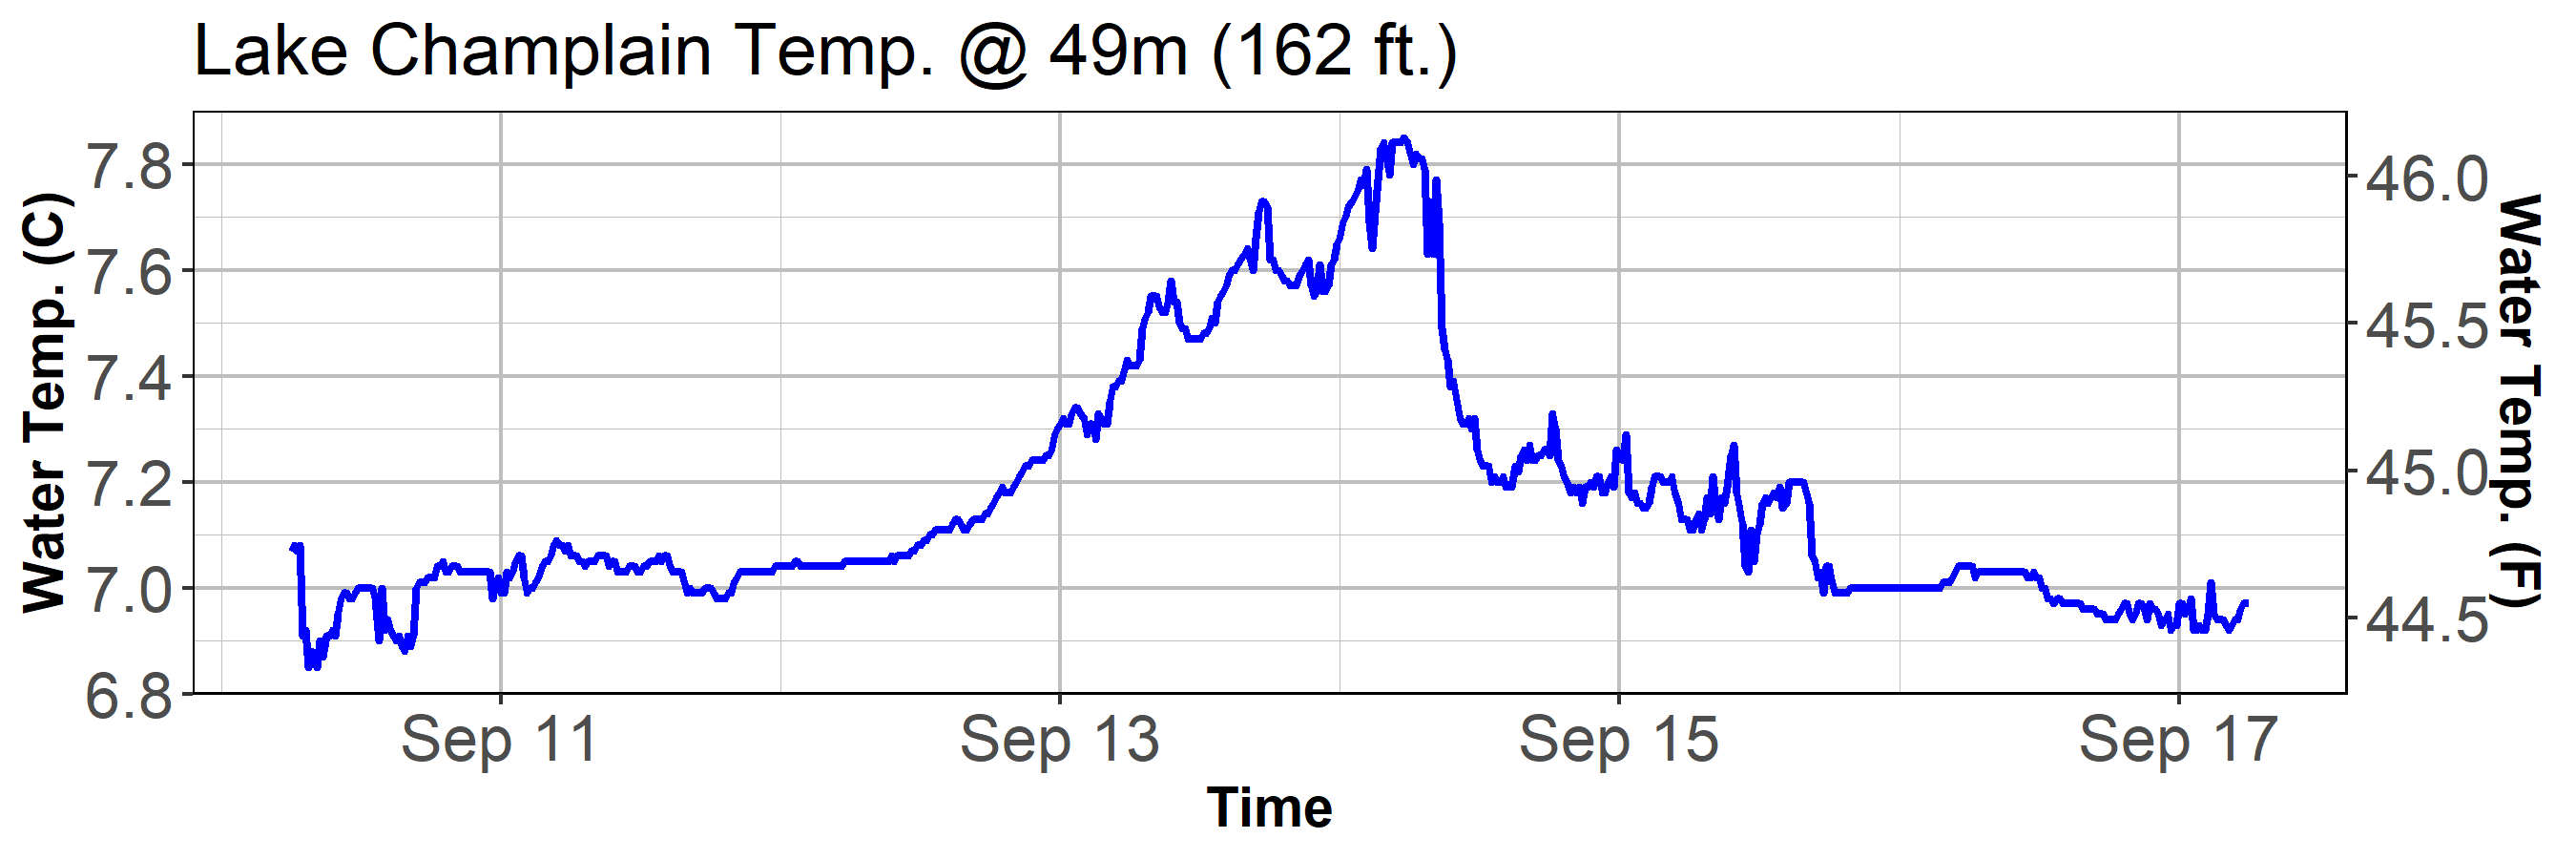 Lake Champlain Temp. @ 49m (162 ft.)
Water Temp. (C)
7.8
7.6
7.4
7.2
7.0
6.8
46.0
45.5
45.0
44.5
Water Temp. (F)
Sep 11
Sep 13
Sep 15
Sep 17
Time